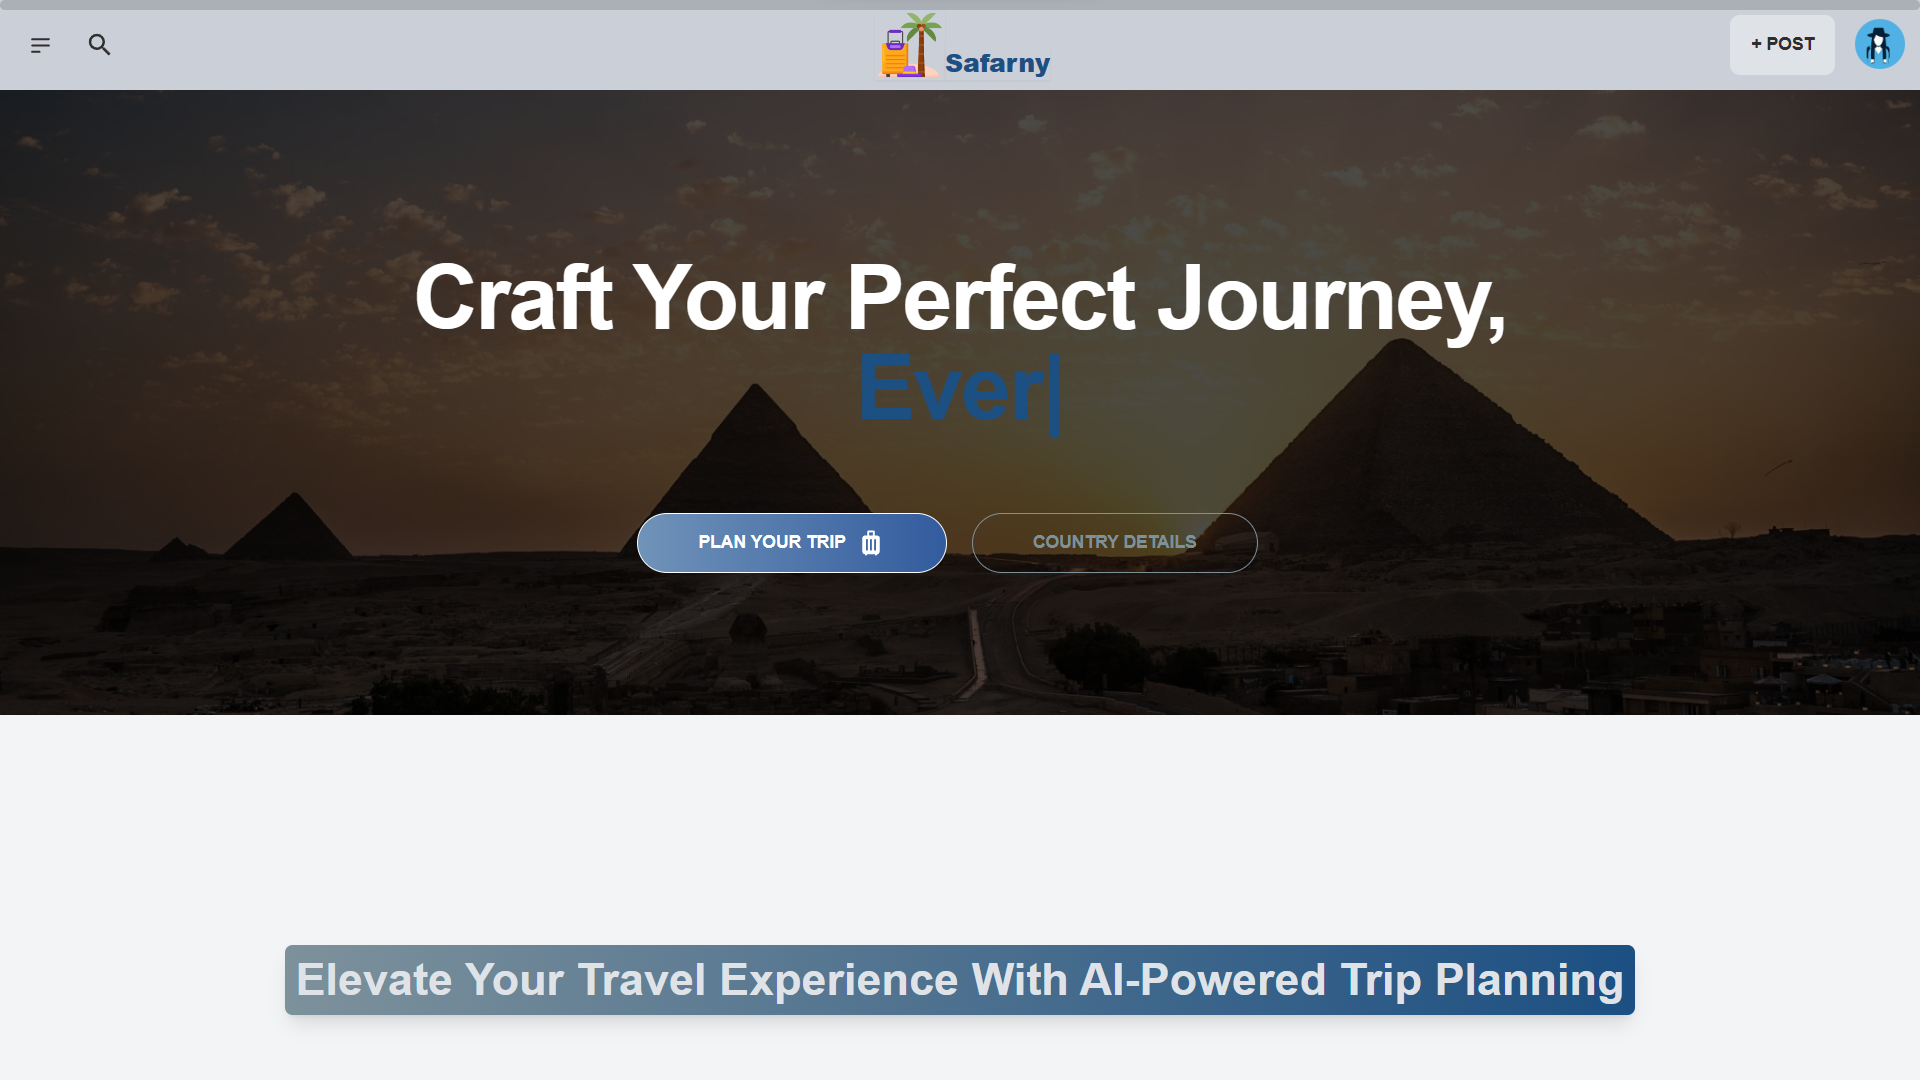 Safarny
+ POST
Craft Your Perfect Journey,
Ever
PLAN YOUR TRIP
COUNTRY DETAILS
Elevate Your Travel Experience With AI-Powered Trip Planning